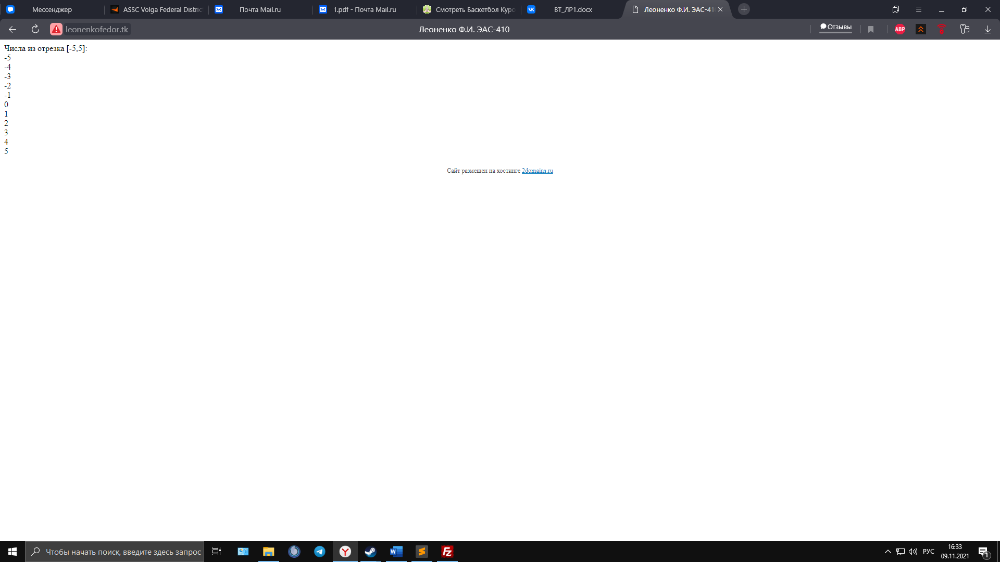 Мессенджер
ASSC Volga Federal Distric
Почта Mail.ru
1.pdf - Почта Mail.ru
Смотреть Баскетбол Куро
ВТ_ЛР1.docx
Леоненко Ф.И. ЭАС-41
leonenkofedor.tk
Леоненко Ф.И. ЭАС-410
Отзывы
ABP
Числа из отрезка [-5,5]:
-5
-4
-3
-2
-1
0
1
2
3
4
5
Сайт размещен на хостинге 2domains.ru
Чтобы начать поиск, введите здесь запрос
РУС
16:33
09.11.2021
1